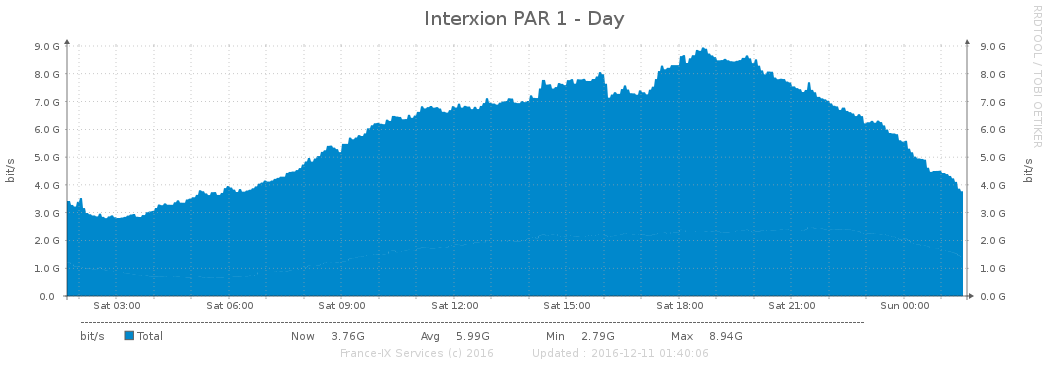 Interxion PAR 1 - Day
RRDTOOL / TOBI OETIKER
9.0 G 9.0 G
8.0 G 8.0 G
7.0 G 7.0 G
6.0 G 6.0 G
5.0 G 5.0 G
4.0 G 4.0 G
3.0 G 3.0 G
2.0 G 2.0 G
1.0 G 1.0 G
0.0 0.0 G
bit/s
bit/s
Sat 03:00 Sat 06:00 Sat 09:00 Sat 12:00 Sat 15:00 Sat 18:00 Sat 21:00 Sun 00:00
bit/s Total Now 3.76G Avg 5.99G Min 2.79G Max 8.94G
France-IX Services (c) 2016 Updated : 2016-12-11 01:40:06